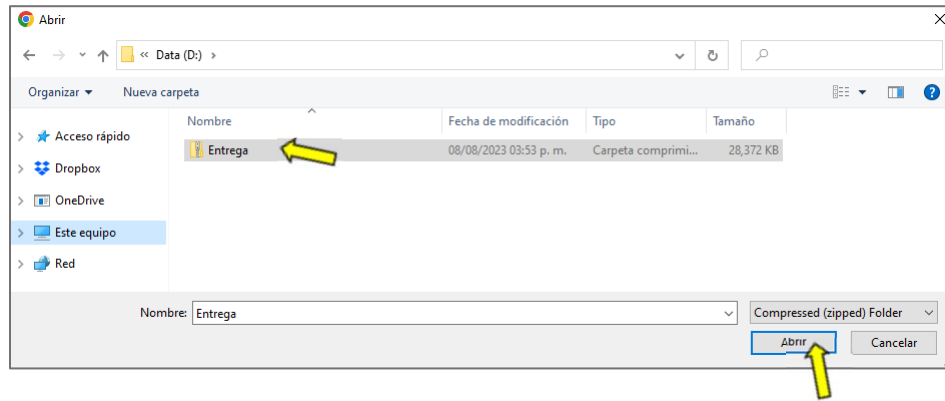 Abrir
« Data (D:) >
Organizar Nueva carpeta
Nombre Fecha de modificación Tipo Tamaño
Acceso rápido
Entrega 08/08/2023 03:53 p. m. Carpeta comprimi... 28,372 KB
Dropbox
OneDrive
Este equipo
Red
Nombre: Entrega Compressed (zipped) Folder
Abrir Cancelar